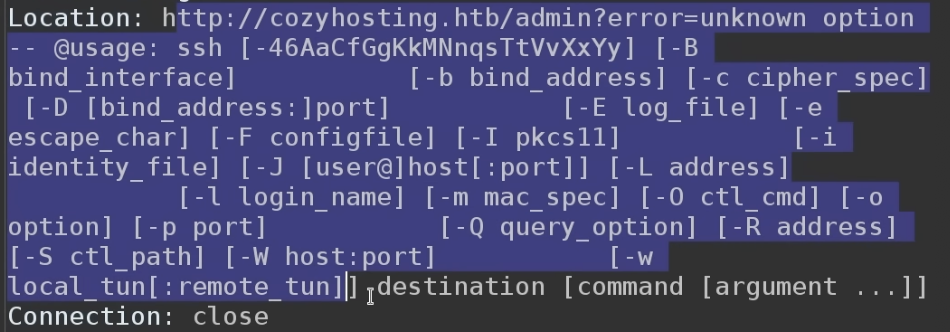 Location: http://cozyhosting.htb/admin?error=unknown option
-- @usage: ssh [-46AaCfGgKkMNnqsTtVvXxYy] [-B
bind_interface]           [-b bind_address] [-c cipher_spec]
[-D [bind_address:]port]           [-E log_file] [-e
escape_char] [-F configfile] [-I pkcs11]           [-i
identity_file] [-J [user@]host[:port]] [-L address]
           [-l login_name] [-m mac_spec] [-O ctl_cmd] [-o
option] [-p port]           [-Q query_option] [-R address]
[-S ctl_path] [-W host:port]           [-w
local_tun[:remote_tun]] destination [command [argument ...]]
Connection: close